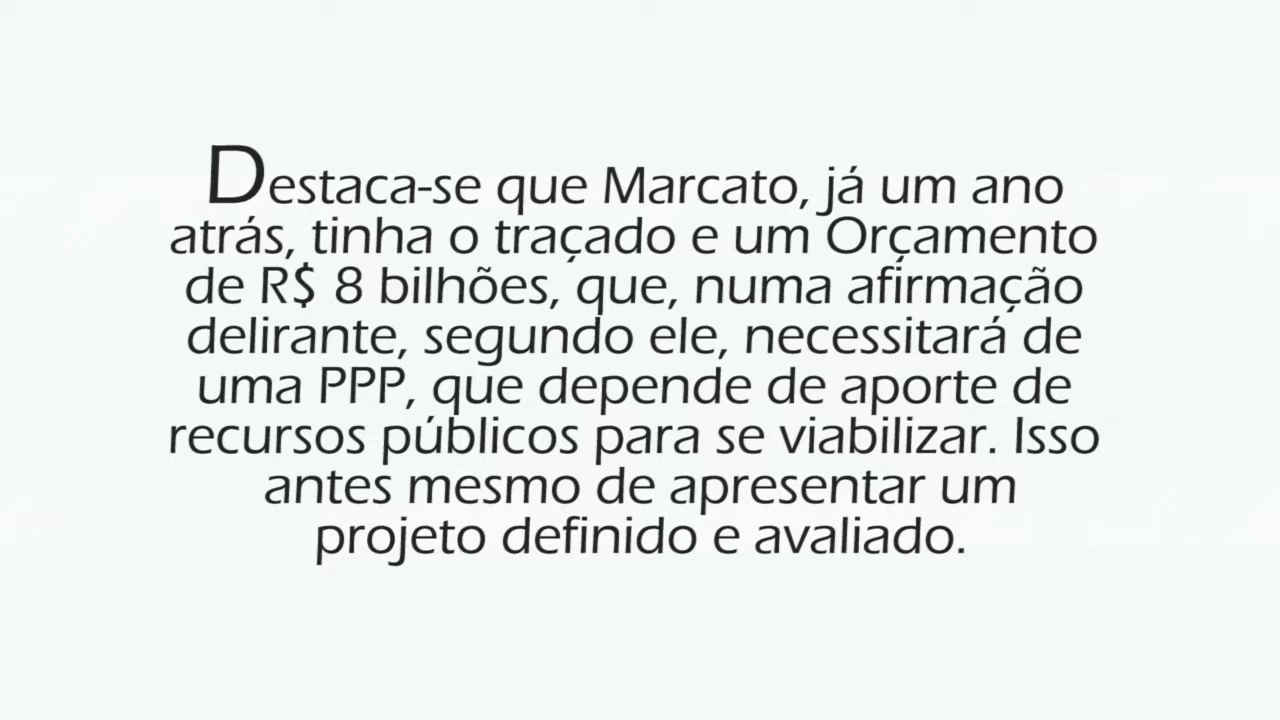 Destaca-se que Marcato, já um ano
atrás, tinha o traçado e um Orçamento
de R$ 8 bilhões, que, numa afirmação
delirante, segundo ele, necessitará de
uma PPP, que depende de aporte de
recursos públicos para se viabilizar. Isso
antes mesmo de apresentar um
projeto definido e avaliado.